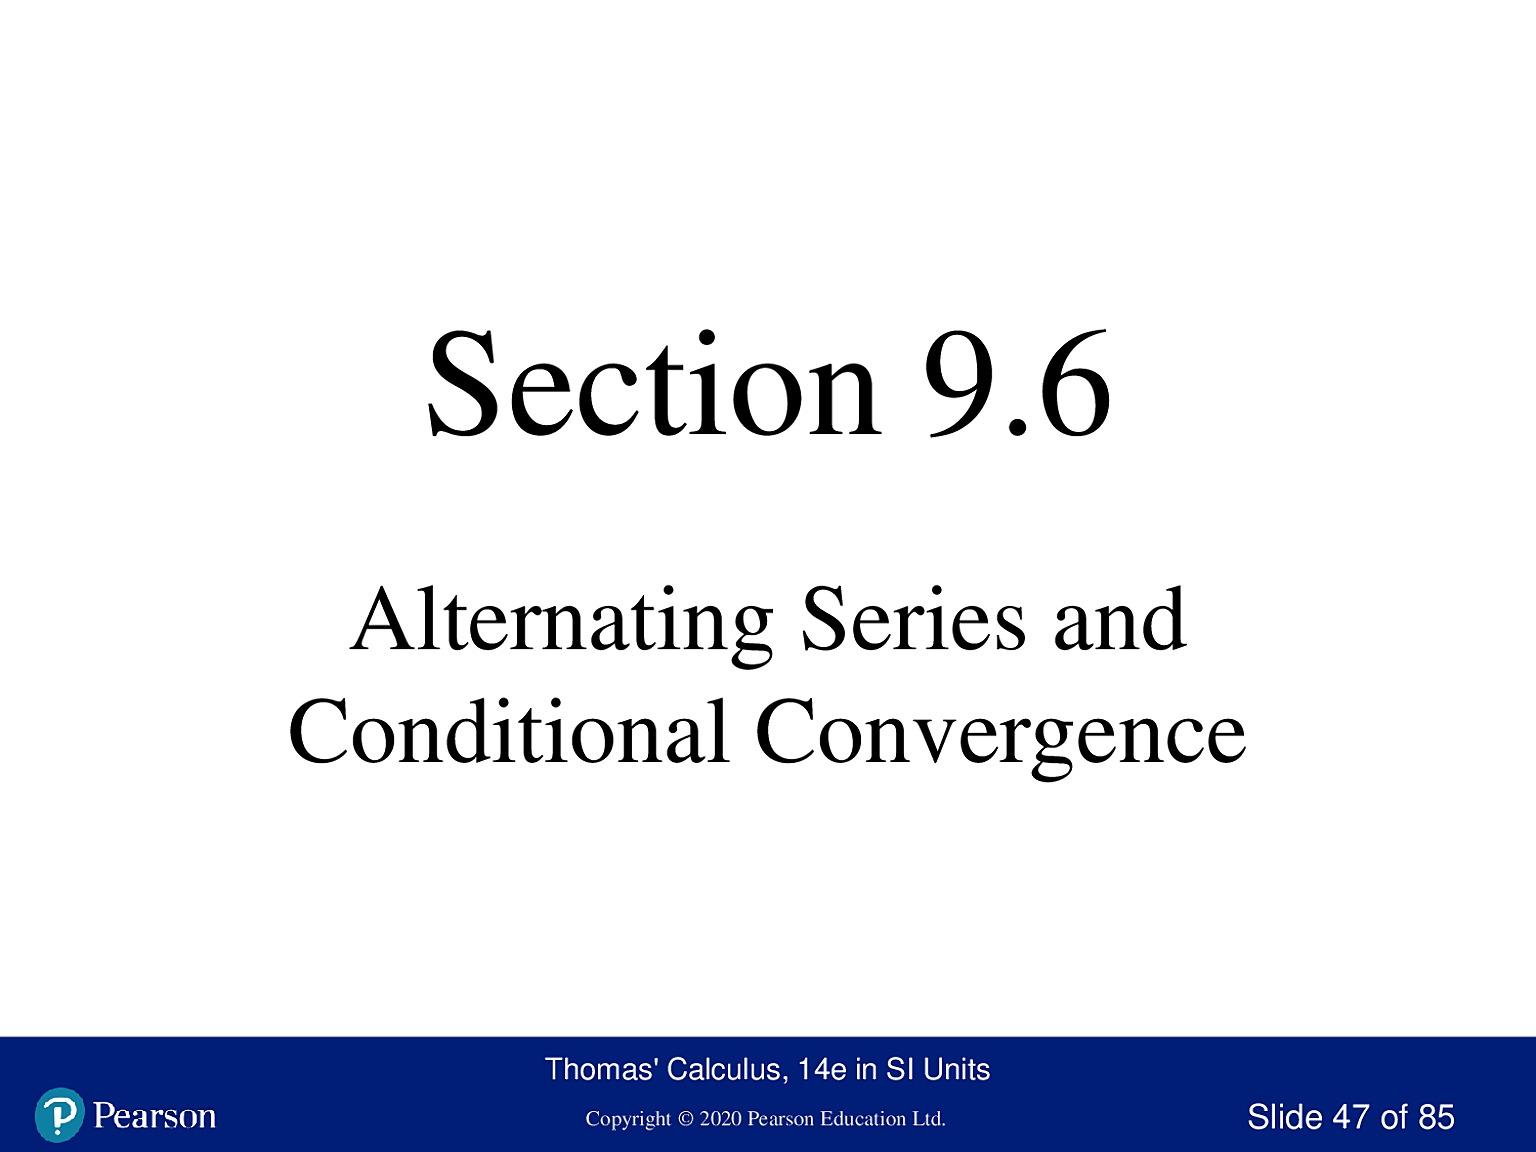 Section 9.6
Alternating Series and
Conditional Convergence
Thomas' Calculus, 14e in SI Units
Pearson
Copyright © 2020 Pearson Education Ltd.
Slide 47 of 85